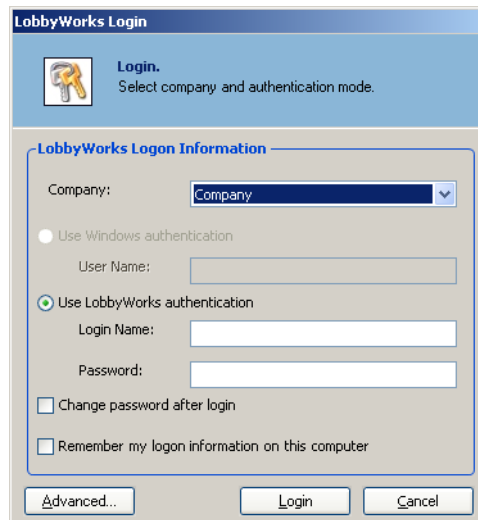 LobbyWorks Login
Login.
Select company and authentication mode.
LobbyWorks Logon Information
Company: Company
Use Windows authentication
User Name:
Use LobbyWorks authentication
Login Name:
Password:
Change password after login
Remember my logon information on this computer
Advanced... Login Cancel